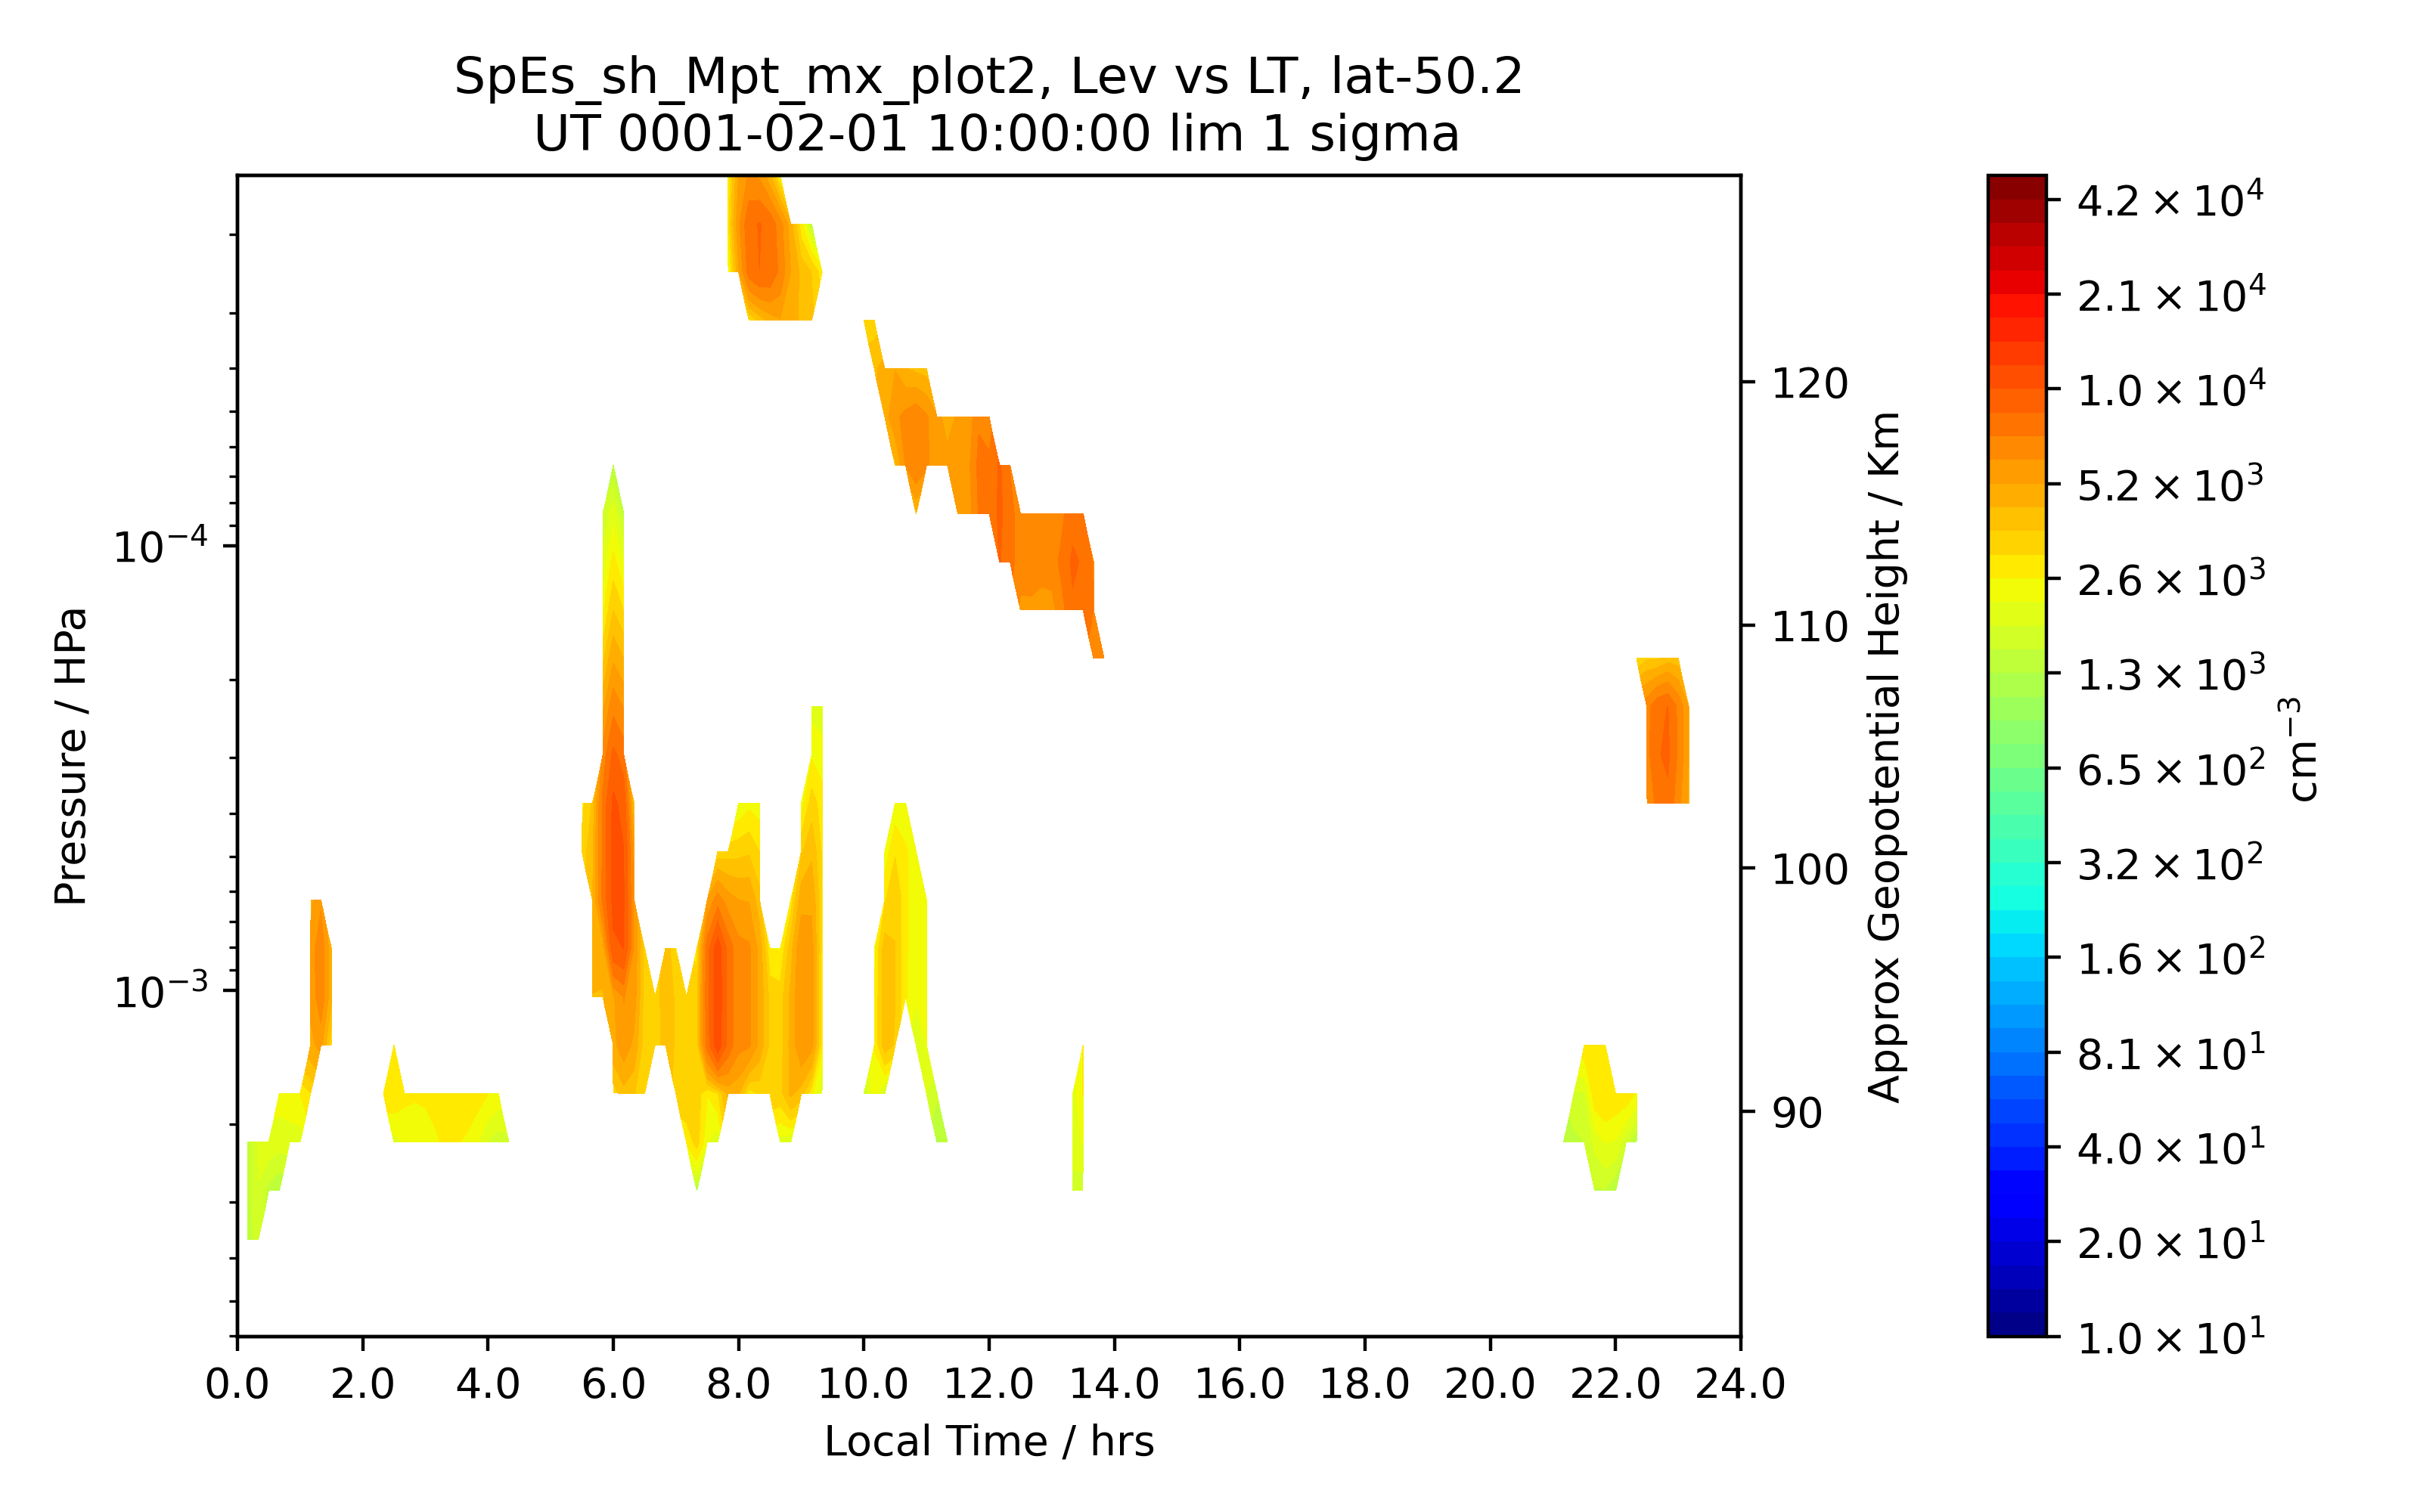 SpEs_sh_Mpt_mx_plot2, Lev vs LT, lat-50.2
UT 0001-02-01 10:00:00 lim 1 sigma
Pressure / HPa
10⁻⁴
10⁻³
0.0 2.0 4.0 6.0 8.0 10.0 12.0 14.0 16.0 18.0 20.0 22.0 24.0
Local Time / hrs
120
110
100
90
Approx Geopotential Height / Km
4.2 × 10⁴
2.1 × 10⁴
1.0 × 10⁴
5.2 × 10³
2.6 × 10³
1.3 × 10³
6.5 × 10²
3.2 × 10²
1.6 × 10²
8.1 × 10¹
4.0 × 10¹
2.0 × 10¹
1.0 × 10¹
cm⁻³